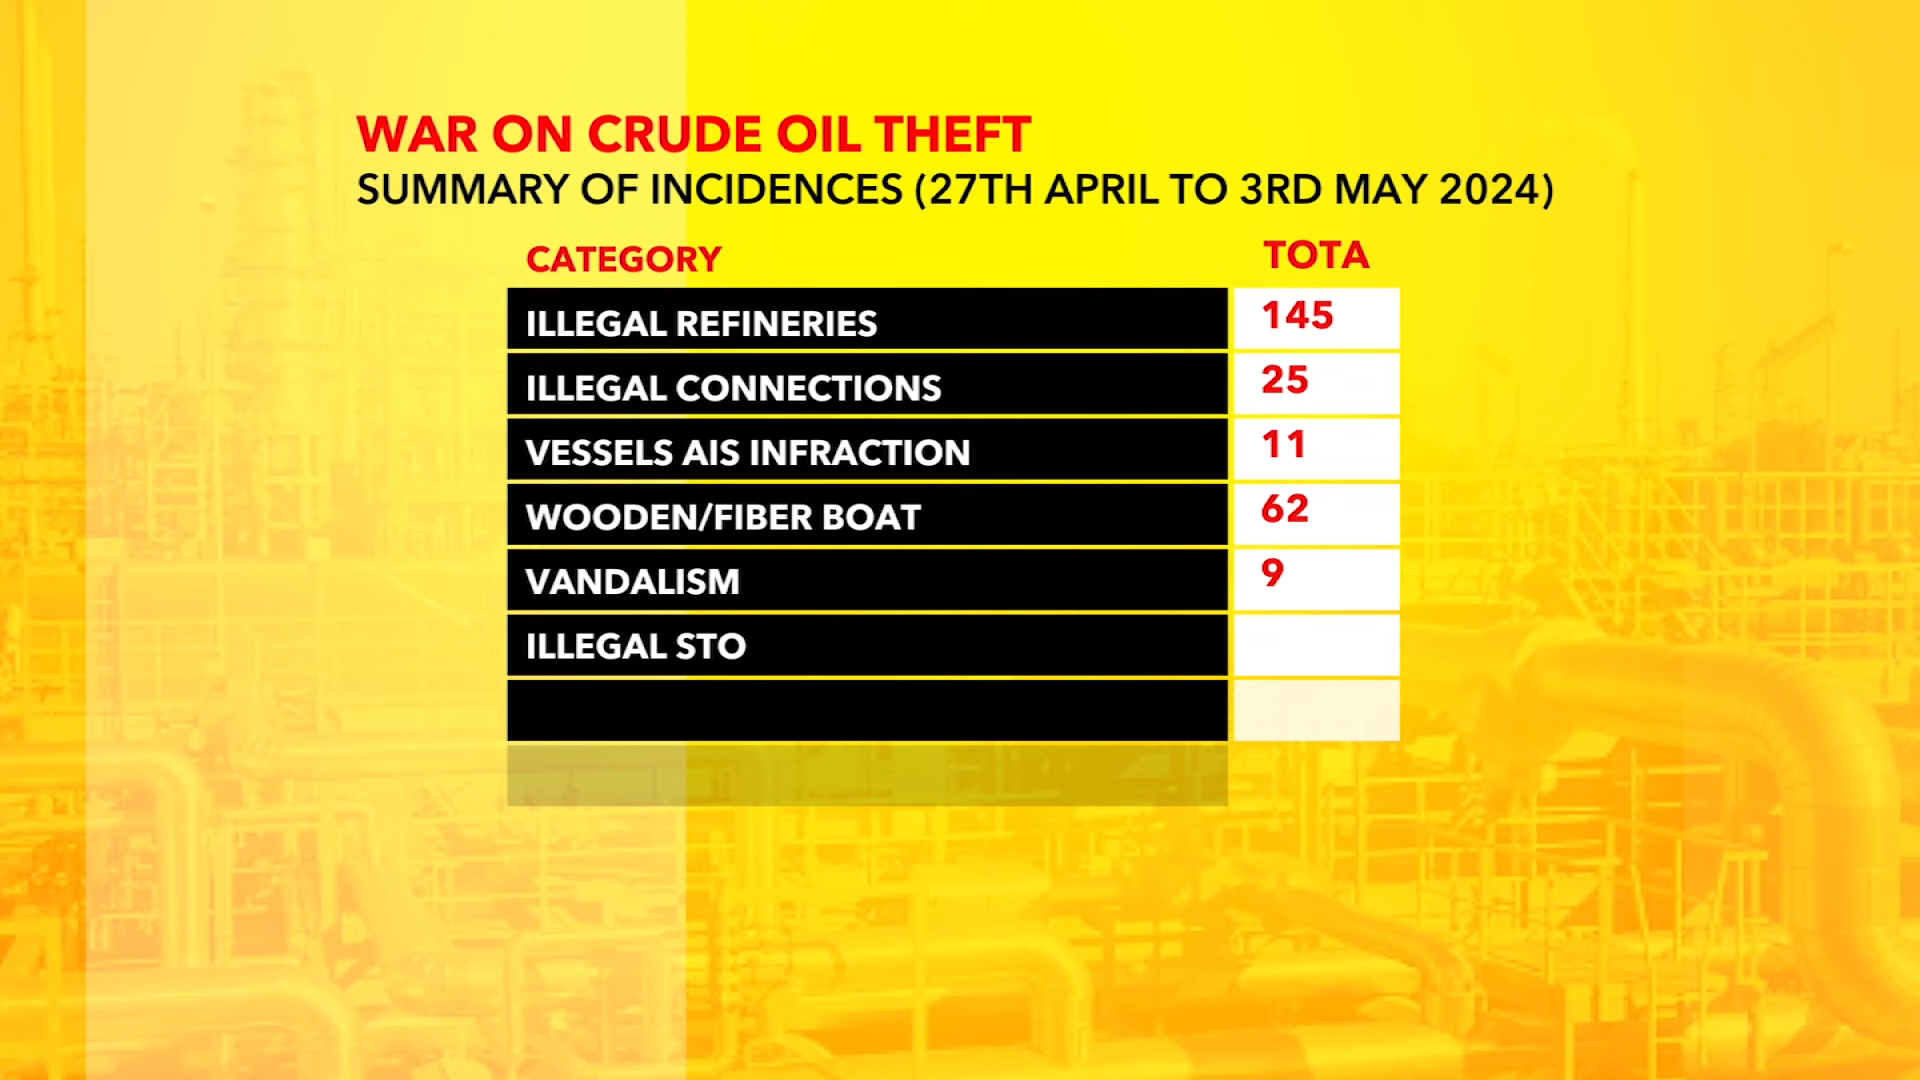 WAR ON CRUDE OIL THEFT
SUMMARY OF INCIDENCES (27TH APRIL TO 3RD MAY 2024)
CATEGORY TOTA
ILLEGAL REFINERIES 145
ILLEGAL CONNECTIONS 25
VESSELS AIS INFRACTION 11
WOODEN/FIBER BOAT 62
VANDALISM 9
ILLEGAL STO